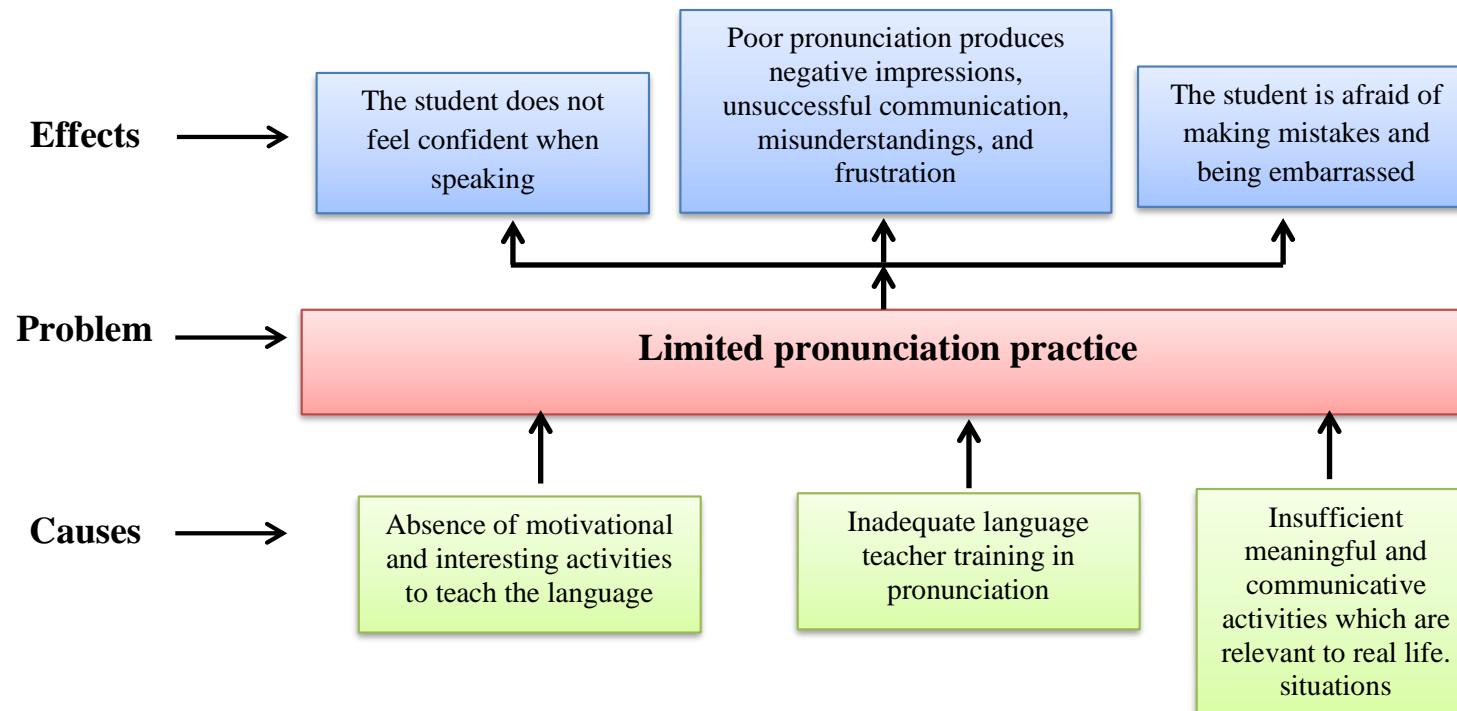 Effects
The student does not
feel confident when
speaking
Poor pronunciation produces
negative impressions,
unsuccessful communication,
misunderstandings, and
frustration
The student is afraid of
making mistakes and
being embarrassed
Problem
Limited pronunciation practice
Causes
Absence of motivational
and interesting activities
to teach the language
Inadequate language
teacher training in
pronunciation
Insufficient
meaningful and
communicative
activities which are
relevant to real life.
situations